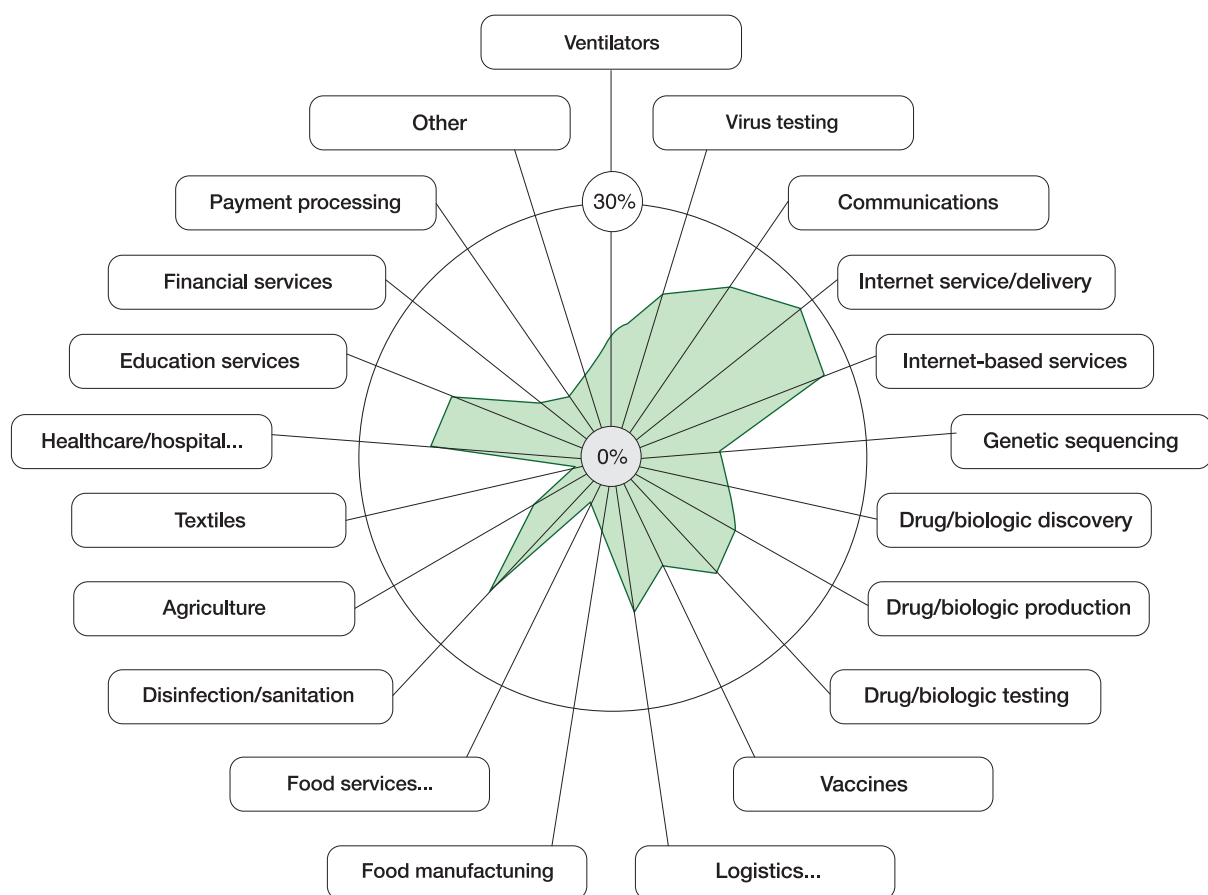 Ventilators
Other
Virus testing
Payment processing
30%
Communications
Financial services
Internet service/delivery
Education services
Internet-based services
Healthcare/hospital...
0%
Genetic sequencing
Textiles
Drug/biologic discovery
Agriculture
Drug/biologic production
Disinfection/sanitation
Drug/biologic testing
Food services...
Vaccines
Food manufactuning
Logistics...